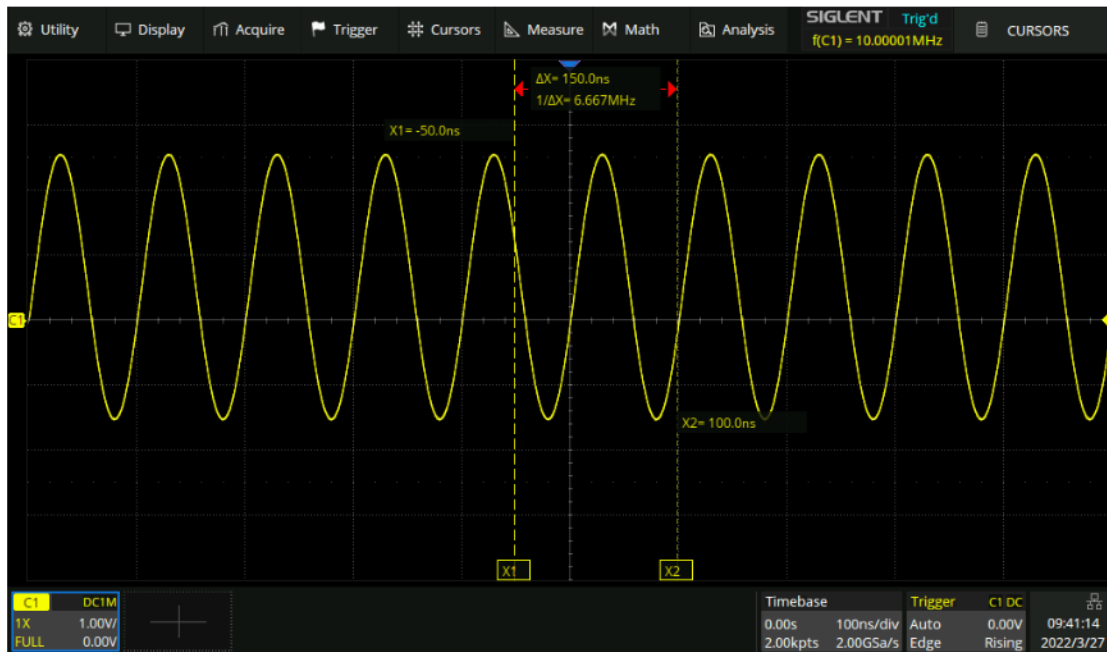 Utility Display Acquire Trigger Cursors Measure Math Analysis
SIGLENT Trig'd
f(C1) = 10.00001MHz
CURSORS
ΔX= 150.0ns
1/ΔX= 6.667MHz
X1= -50.0ns
C1
X2= 100.0ns
X1 X2
C1 DC1M
1X 1.00V/
FULL 0.00V
Timebase
0.00s 100ns/div
2.00kpts 2.00GSa/s
Trigger C1 DC
Auto 0.00V
Edge Rising
09:41:14
2022/3/27